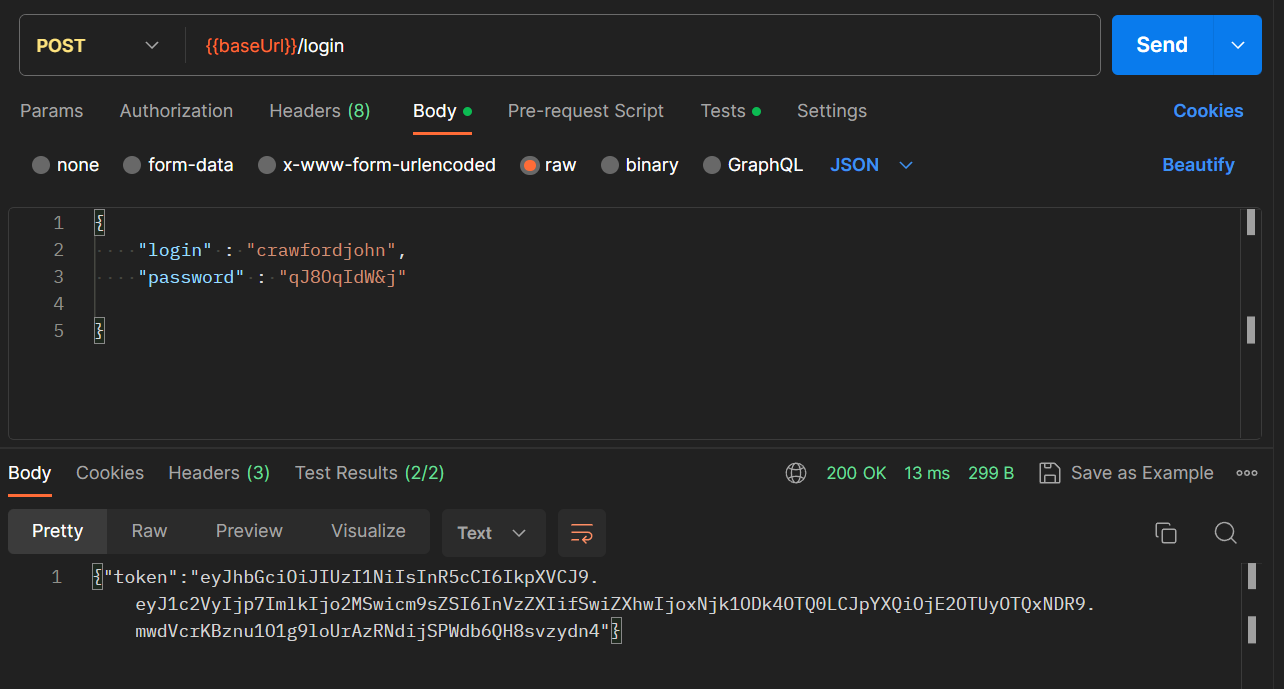 POST {{baseUrl}}/login Send
Params Authorization Headers (8) Body Pre-request Script Tests Settings Cookies
none form-data x-www-form-urlencoded raw binary GraphQL JSON Beautify
1 {
2 "login" : "crawfordjohn",
3 "password" : "qJ8OqIdW&j"
4
5 }
Body Cookies Headers (3) Test Results (2/2) 200 OK 13 ms 299 B Save as Example
Pretty Raw Preview Visualize Text
1 {"token":"eyJhbGciOiJIUzI1NiIsInR5cCI6IkpXVCJ9.
eyJ1c2VyIjp7ImlkIjo2MSwicm9sZSI6InVzZXIifSwiZXhwIjoxNjk1ODk4OTQ0LCJpYXQiOjE2OTUyOTQxNDR9.
mwdVcrKBznu1O1g9loUrAzRNdijSPWdb6QH8svzydn4"}